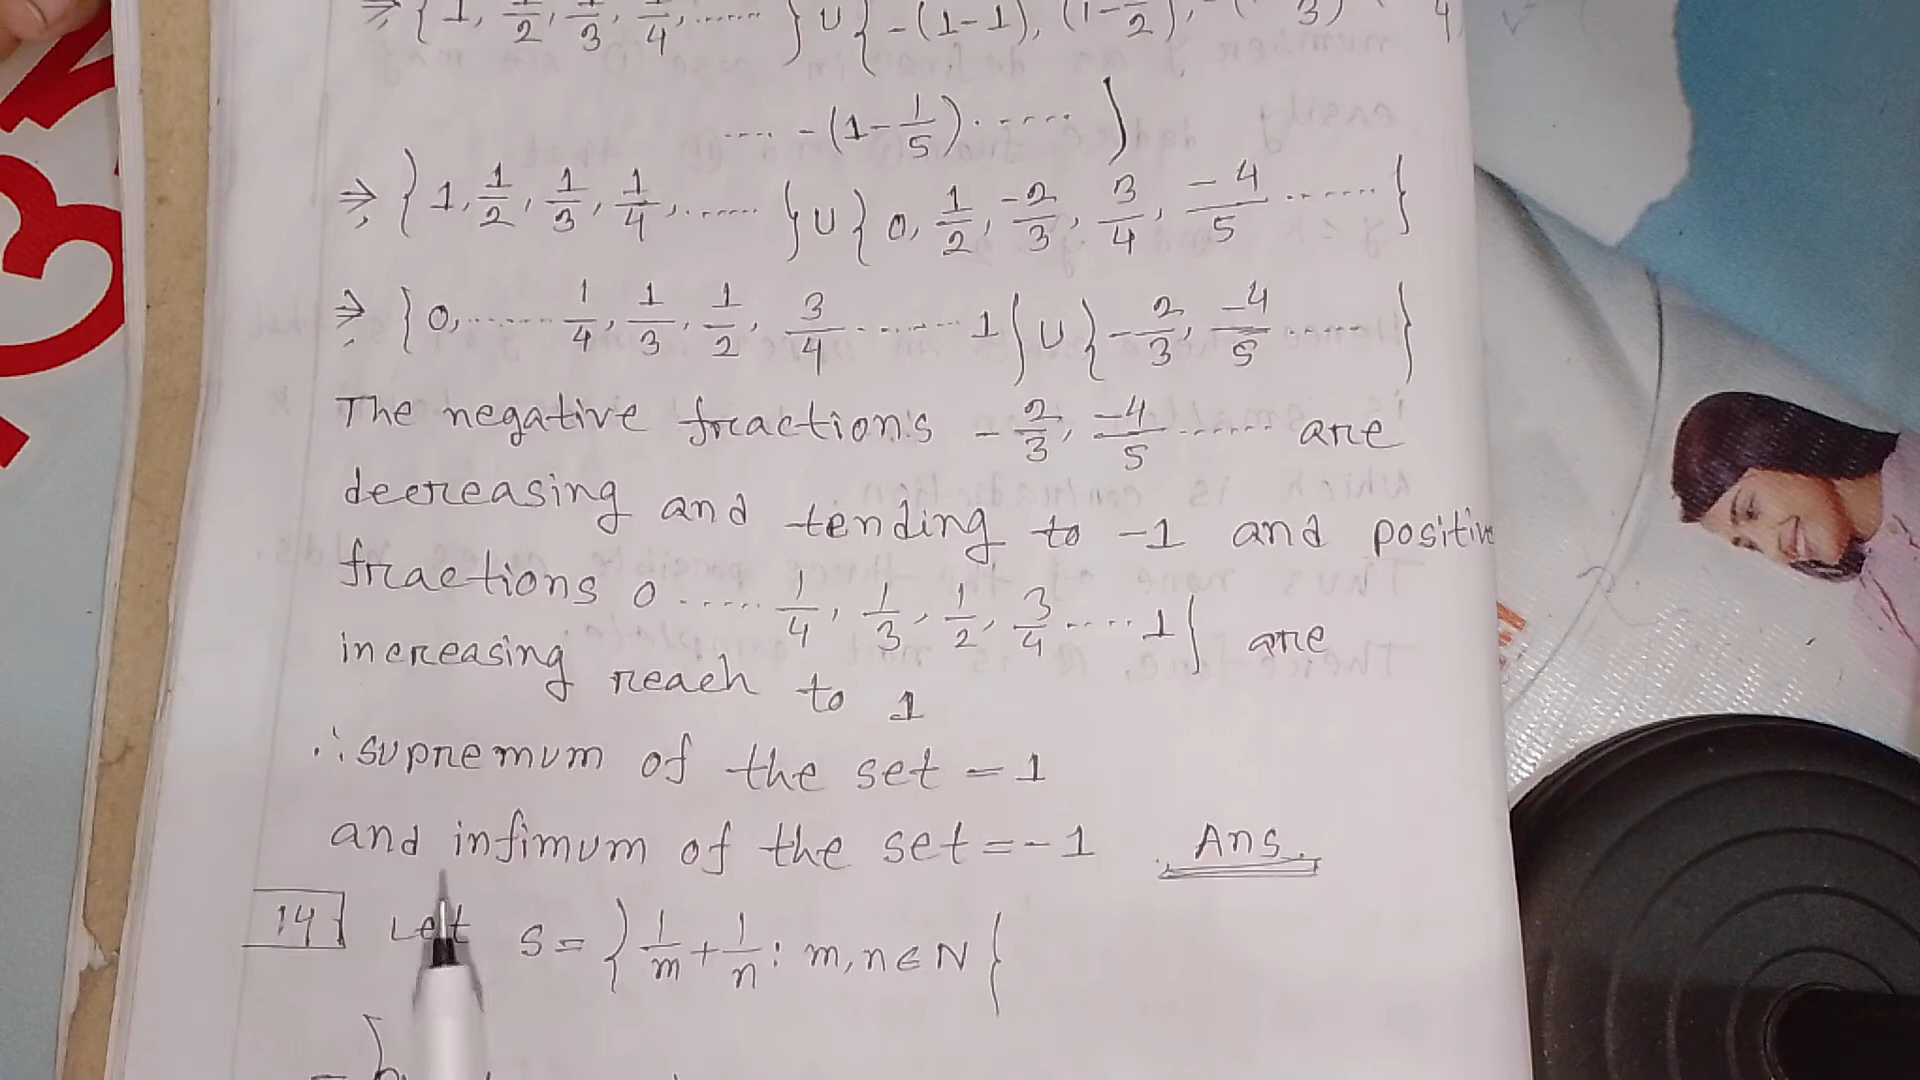 ⇒ {1, 1/2, 1/3, 1/4, ...... } ∪ { -(1-1), (1-1/2),
.... -(1-1/5) ...... }
⇒ {1, 1/2, 1/3, 1/4, ...... } ∪ { 0, 1/2, -2/3, 3/4, -4/5 ...... }
⇒ {0, ...... 1/4, 1/3, 1/2, 3/4 ...... 1} ∪ {-2/3, -4/5 ...... }
The negative fractions -2/3, -4/5 ...... are
decreasing and tending to -1 and positive
fractions 0 ...... 1/4, 1/3, 1/2, 3/4 .... 1} are
increasing reach to 1
∴ supremum of the set = 1
and infimum of the set = -1 Ans.
14 Let S = {1/m + 1/n : m, n ∈ N}